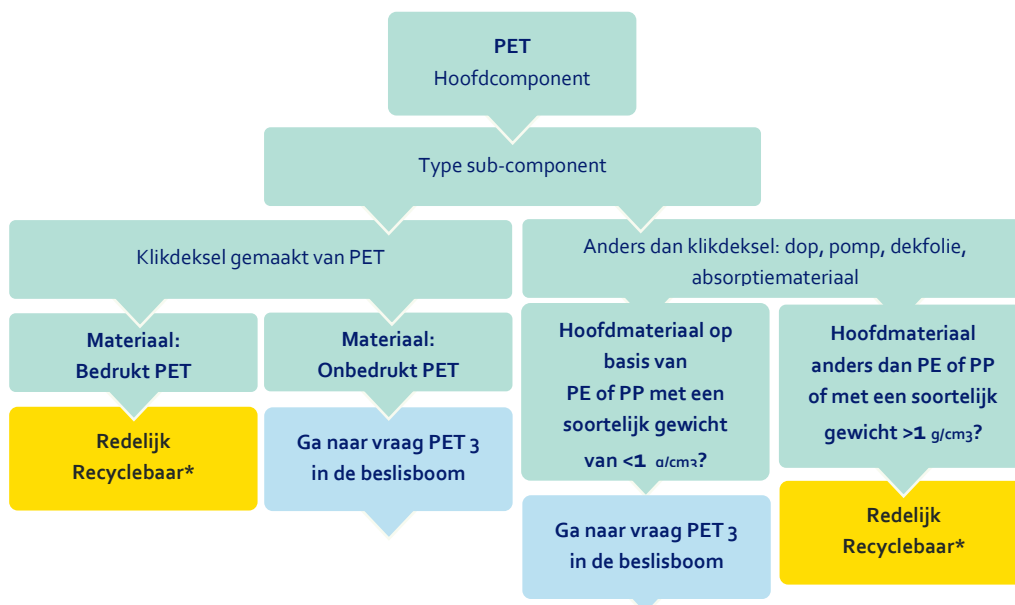 PET
Hoofdcomponent
Type sub-component
Klikdeksel gemaakt van PET
Anders dan klikdeksel: dop, pomp, dekfolie,
absorptiemateriaal
Materiaal:
Bedrukt PET
Materiaal:
Onbedrukt PET
Hoofdmateriaal op
basis van
PE of PP met een
soortelijk gewicht
van <1 g/cm3?
Hoofdmateriaal
anders dan PE of PP
of met een soortelijk
gewicht >1 g/cm3?
Redelijk
Recyclebaar*
Ga naar vraag PET 3
in de beslisboom
Ga naar vraag PET 3
in de beslisboom
Redelijk
Recyclebaar*